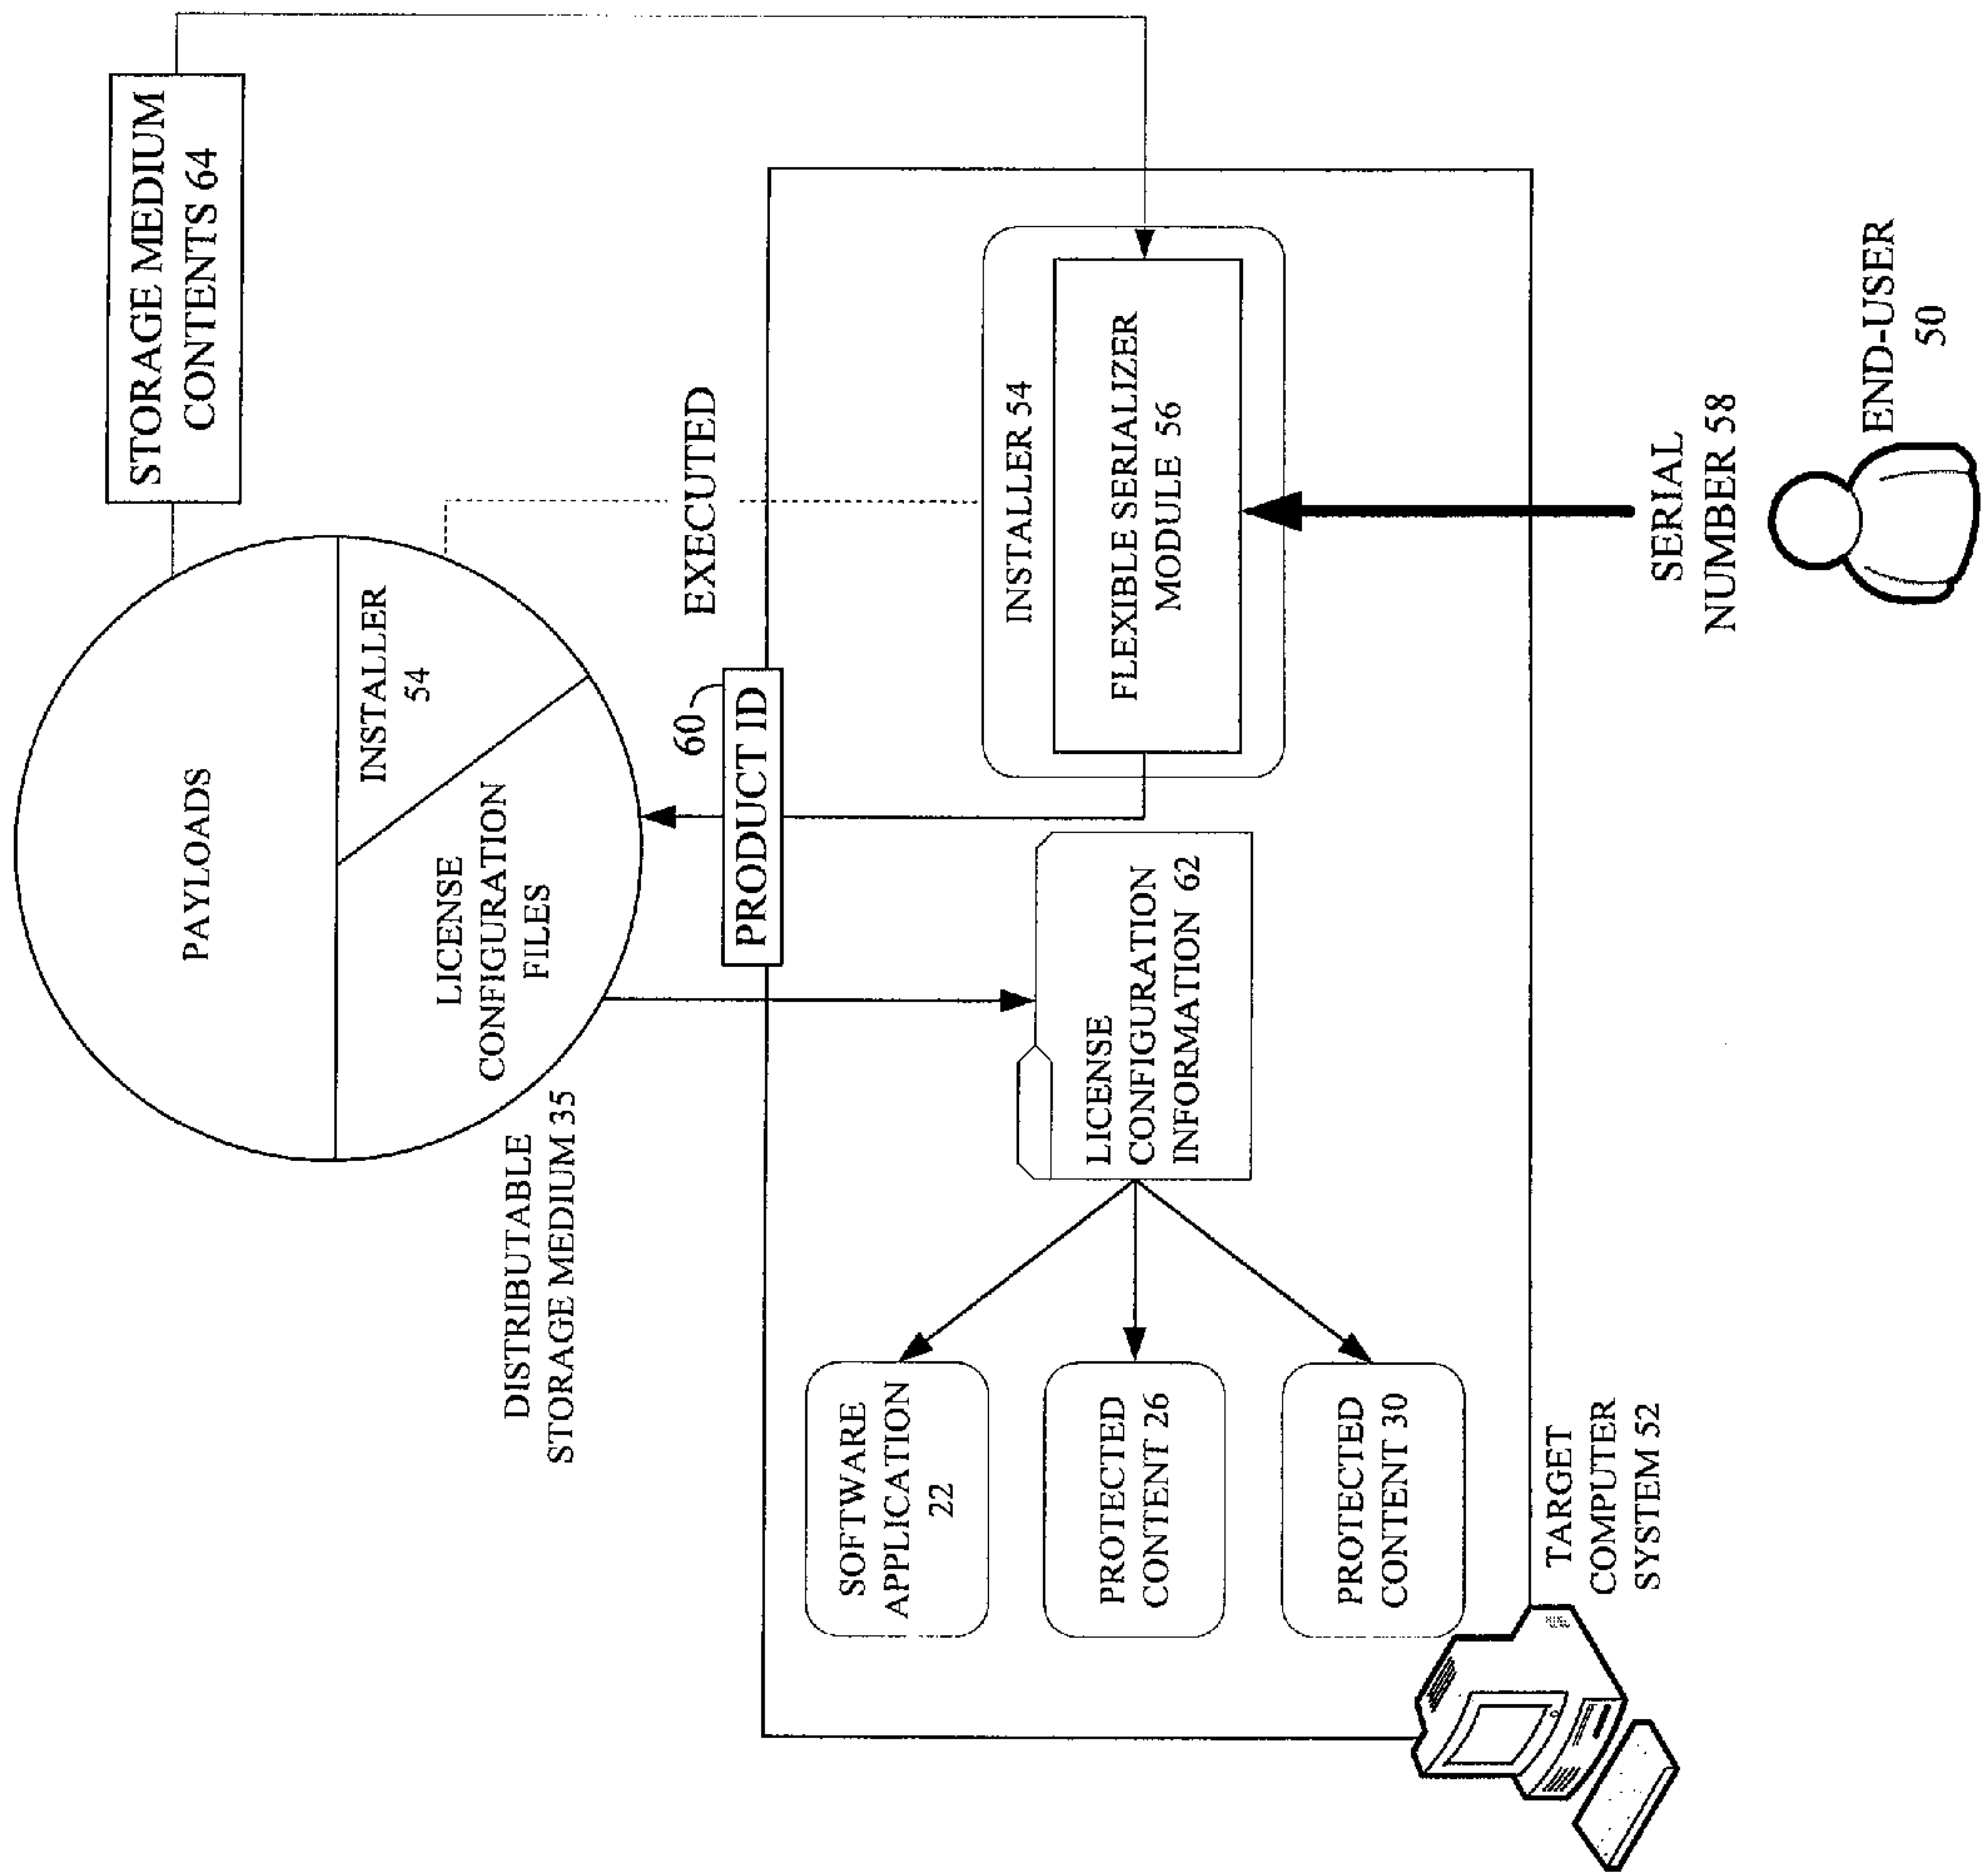 STORAGE MEDIUM
CONTENTS 64
PAYLOADS
INSTALLER
54
LICENSE
CONFIGURATION
FILES
DISTRIBUTABLE
STORAGE MEDIUM 35
EXECUTED
60
PRODUCT ID
INSTALLER 54
FLEXIBLE SERIALIZER
MODULE 56
LICENSE
CONFIGURATION
INFORMATION 62
SOFTWARE
APPLICATION
22
PROTECTED
CONTENT 26
PROTECTED
CONTENT 30
TARGET
COMPUTER
SYSTEM 52
SERIAL
NUMBER 58
END-USER
50